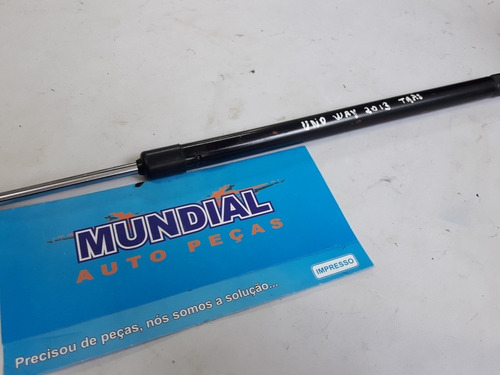 UNO WAY 2013 TRAS
MUNDIAL
AUTO PEÇAS
IMPRESSO
Precisou de peças, nós somos a solução...